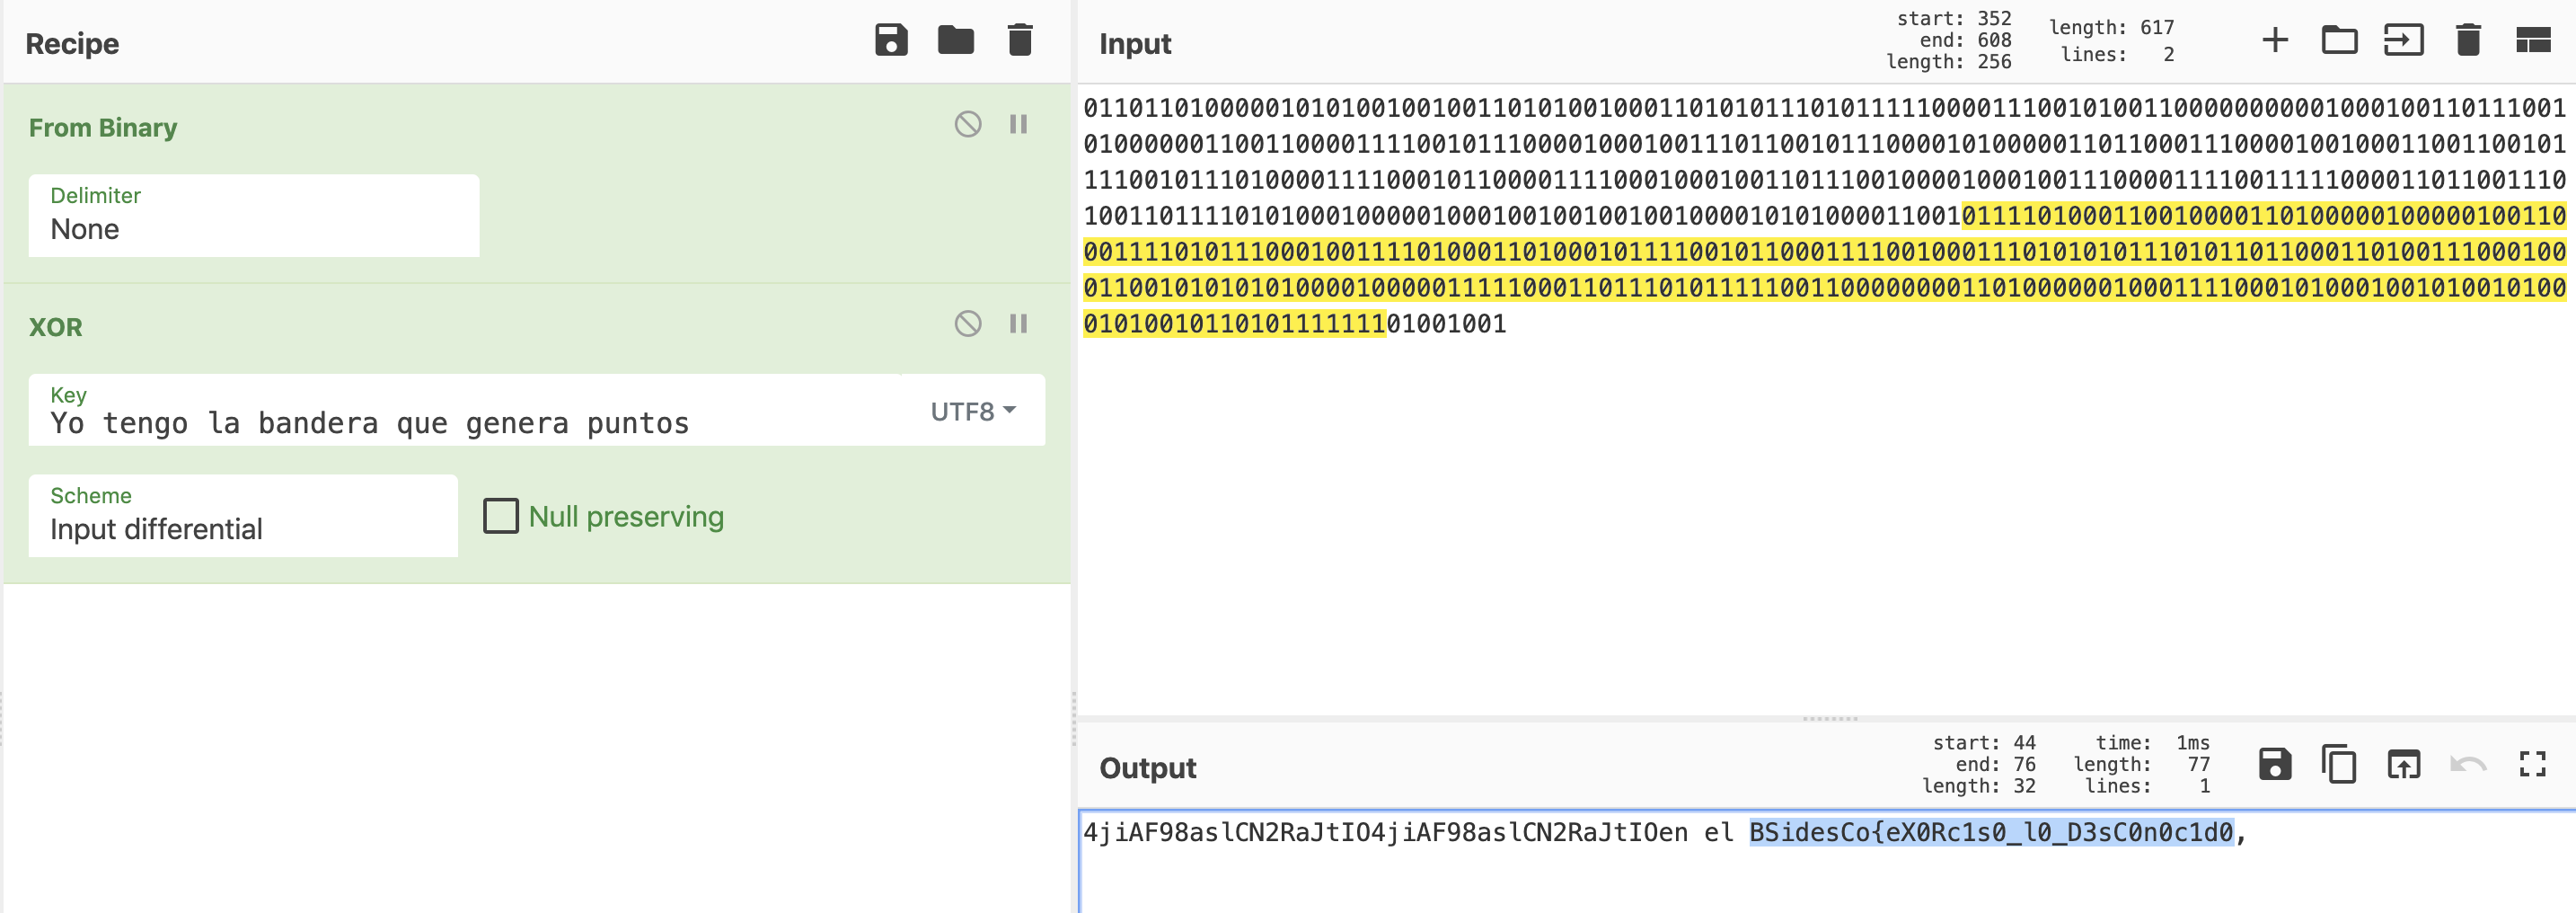 Recipe
Input
start: 352
end: 608
length: 256
length: 617
lines: 2
From Binary
Delimiter
None
XOR
Key
Yo tengo la bandera que genera puntos
UTF8
Scheme
Input differential
Null preserving
01101101000001010100100100110101001000110101011101011111000011100101001100000000001000100110111001
01000000110011000011110010111000010001001110110010111000010100000110110001110000100100011001100101
11100101110100001111000101100001111000100010011011100100001000100111000011110011111000011011001110
10011011110101000100000100010010010010010000101010000110010111101000110010000110100000100000100110
00111101011100010011110100011010001011110010110001111001000111010101011101011011000110100111000100
01100101010101000010000011111000110111010111110011000000001101000000100011110001010001001010010100
0101001011010111111101001001
Output
start: 44
end: 76
length: 32
time: 1ms
length: 77
lines: 1
4jiAF98aslCN2RaJtIO4jiAF98aslCN2RaJtIOen el BSidesCo{eX0Rc1s0_l0_D3sC0n0c1d0,